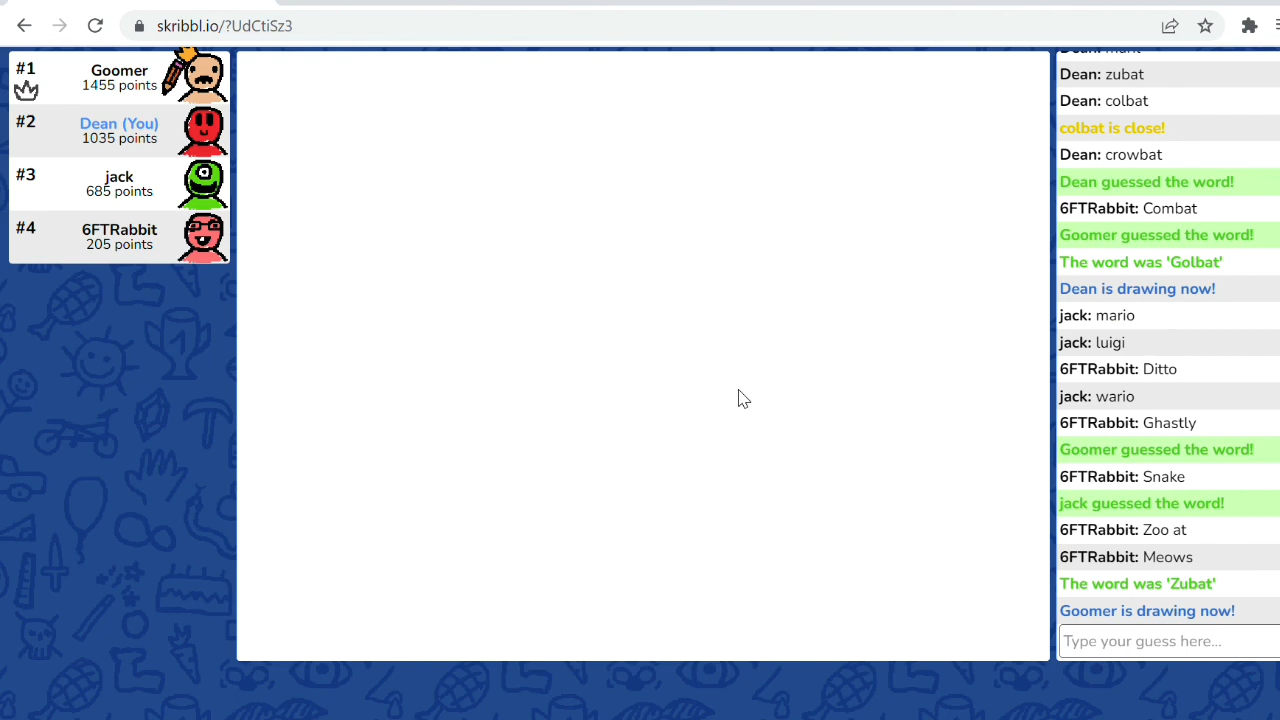 skribbl.io/?UdCtiSz3
#1
Goomer
1455 points
#2
Dean (You)
1035 points
#3
jack
685 points
#4
6FTRabbit
205 points
Dean: zubat
Dean: colbat
colbat is close!
Dean: crowbat
Dean guessed the word!
6FTRabbit: Combat
Goomer guessed the word!
The word was 'Golbat'
Dean is drawing now!
jack: mario
jack: luigi
6FTRabbit: Ditto
jack: wario
6FTRabbit: Ghastly
Goomer guessed the word!
6FTRabbit: Snake
jack guessed the word!
6FTRabbit: Zoo at
6FTRabbit: Meows
The word was 'Zubat'
Goomer is drawing now!
Type your guess here...